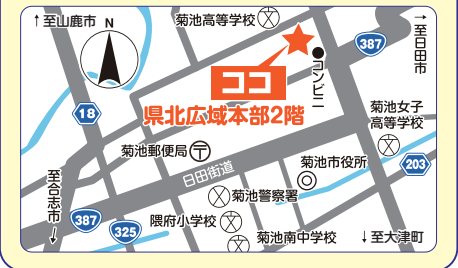 ↑至山鹿市
N
菊池高等学校
387
→至日田市
ココ
コンビニ
県北広域本部2階
18
菊池女子
高等学校
菊池郵便局
日田街道
菊池市役所
203
至合志市↓
菊池警察署
387
325
隈府小学校
菊池南中学校
↓至大津町